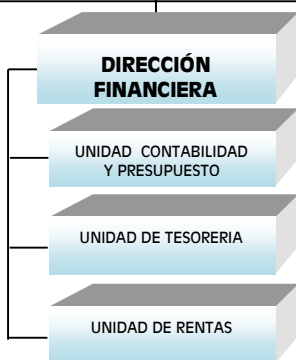 DIRECCIÓN
FINANCIERA
UNIDAD CONTABILIDAD
Y PRESUPUESTO
UNIDAD DE TESORERIA
UNIDAD DE RENTAS